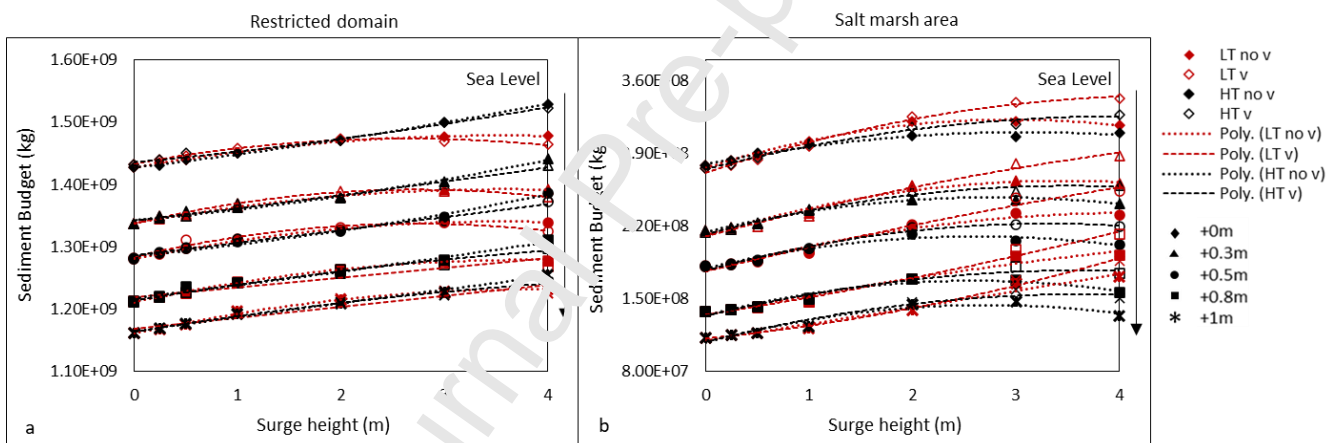 Restricted domain
Salt marsh area
Sediment Budget (kg)
1.60E+09
1.50E+09
1.40E+09
1.30E+09
1.20E+09
1.10E+09
Sea Level
0
1
2
3
4
a
Surge height (m)
Sediment Budget (kg
3.60E+08
2.20E+08
1.50E+08
8.00E+07
Sea Level
0
1
2
3
4
b
Surge height (m)
LT no v
LT v
HT no v
HT v
Poly. (LT no v)
Poly. (LT v)
Poly. (HT no v)
Poly. (HT v)
+0m
+0.3m
+0.5m
+0.8m
+1m